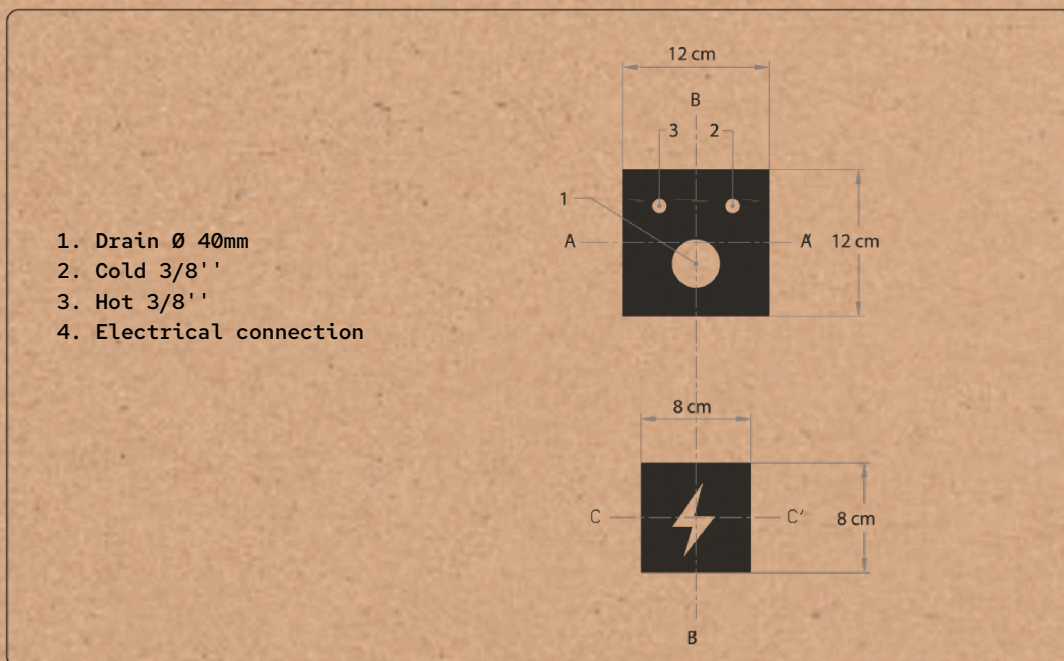 12 cm
B
3 2
1
A A' 12 cm
1. Drain Ø 40mm
2. Cold 3/8''
3. Hot 3/8''
4. Electrical connection
8 cm
C C' 8 cm
B'